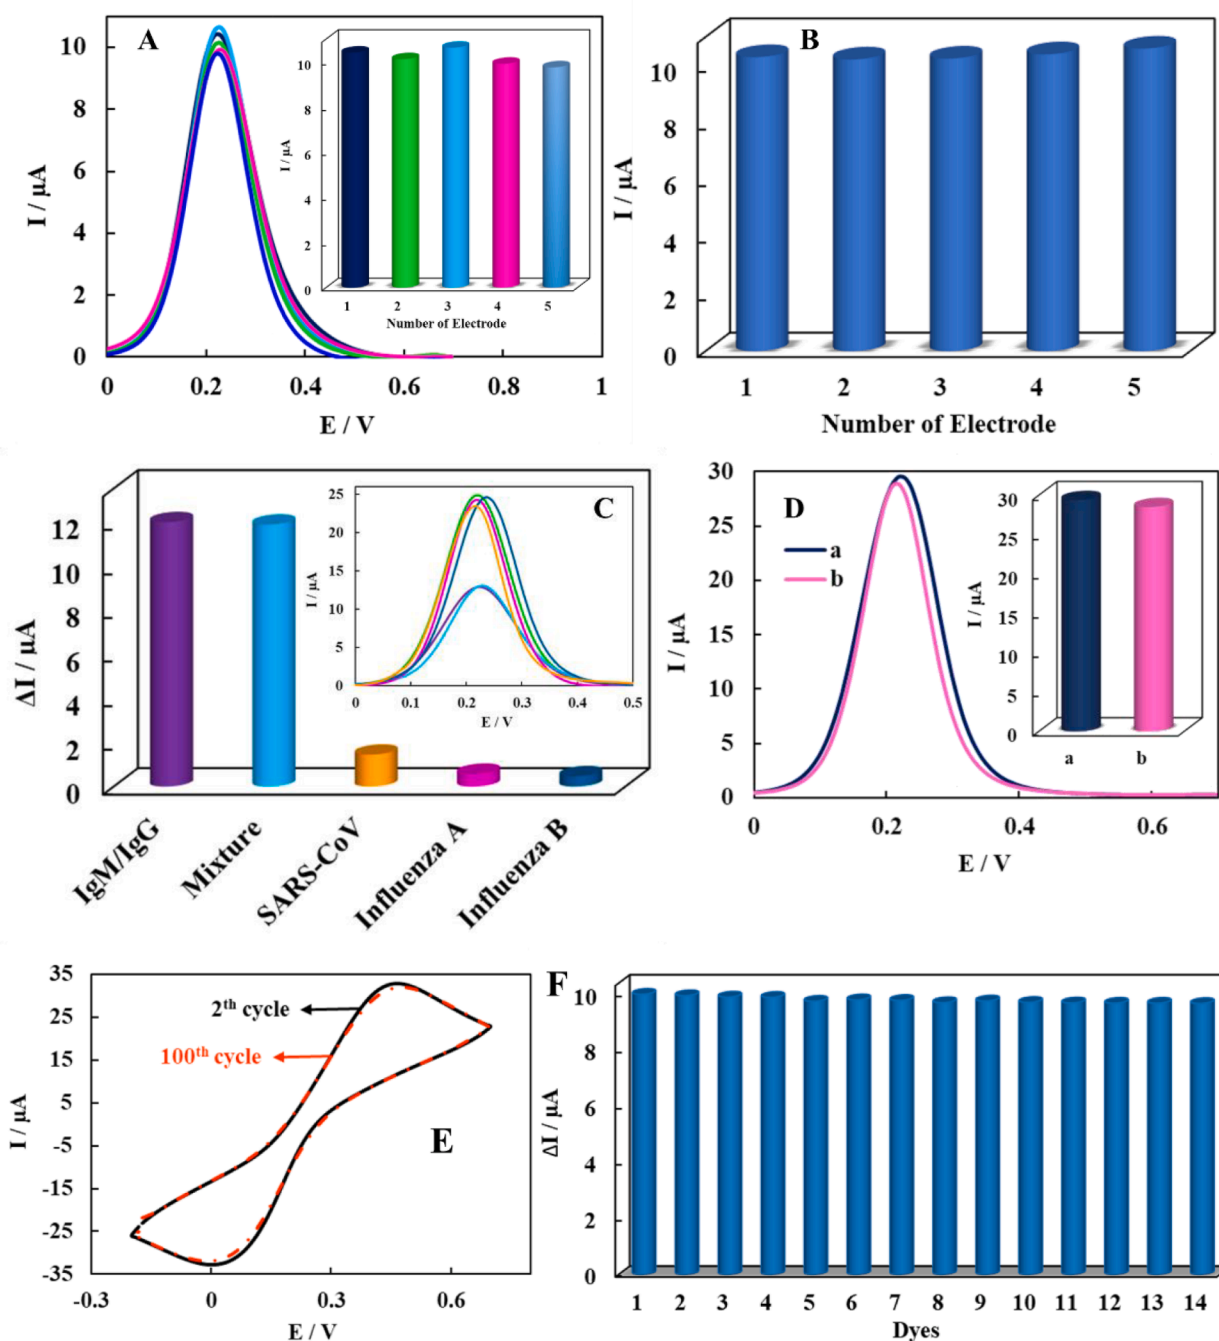 A
I / µA
10
8
6
4
2
0
0 0.2 0.4 0.6 0.8 1
E / V
I / µA
10
8
6
4
2
0
1 2 3 4 5
Number of Electrode
B
I / µA
10
8
6
4
2
0
1 2 3 4 5
Number of Electrode
ΔI / µA
12
10
8
6
4
2
0
IgM/IgG
Mixture
SARS-CoV
Influenza A
Influenza B
C
I / µA
25
20
15
10
5
0
0 0.1 0.2 0.3 0.4 0.5
E / V
D
a
b
I / µA
30
25
20
15
10
5
0
0 0.2 0.4 0.6
E / V
I / µA
30
25
20
15
10
5
0
a b
E
2th cycle
100th cycle
I / µA
35
25
15
5
-5
-15
-25
-35
-0.3 0 0.3 0.6
E / V
F
ΔI / µA
10
8
6
4
2
0
1 2 3 4 5 6 7 8 9 10 11 12 13 14
Dyes